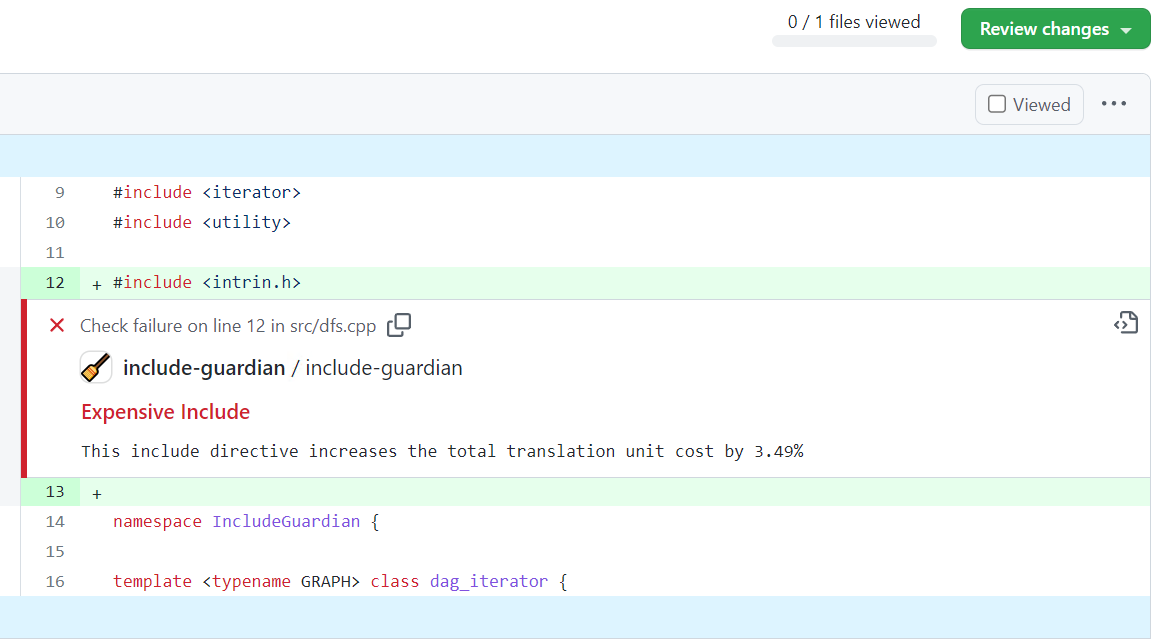 0 / 1 files viewed
Review changes
Viewed
9 #include <iterator>
10 #include <utility>
11
12 + #include <intrin.h>
Check failure on line 12 in src/dfs.cpp
include-guardian / include-guardian
Expensive Include
This include directive increases the total translation unit cost by 3.49%
13 +
14 namespace IncludeGuardian {
15
16 template <typename GRAPH> class dag_iterator {